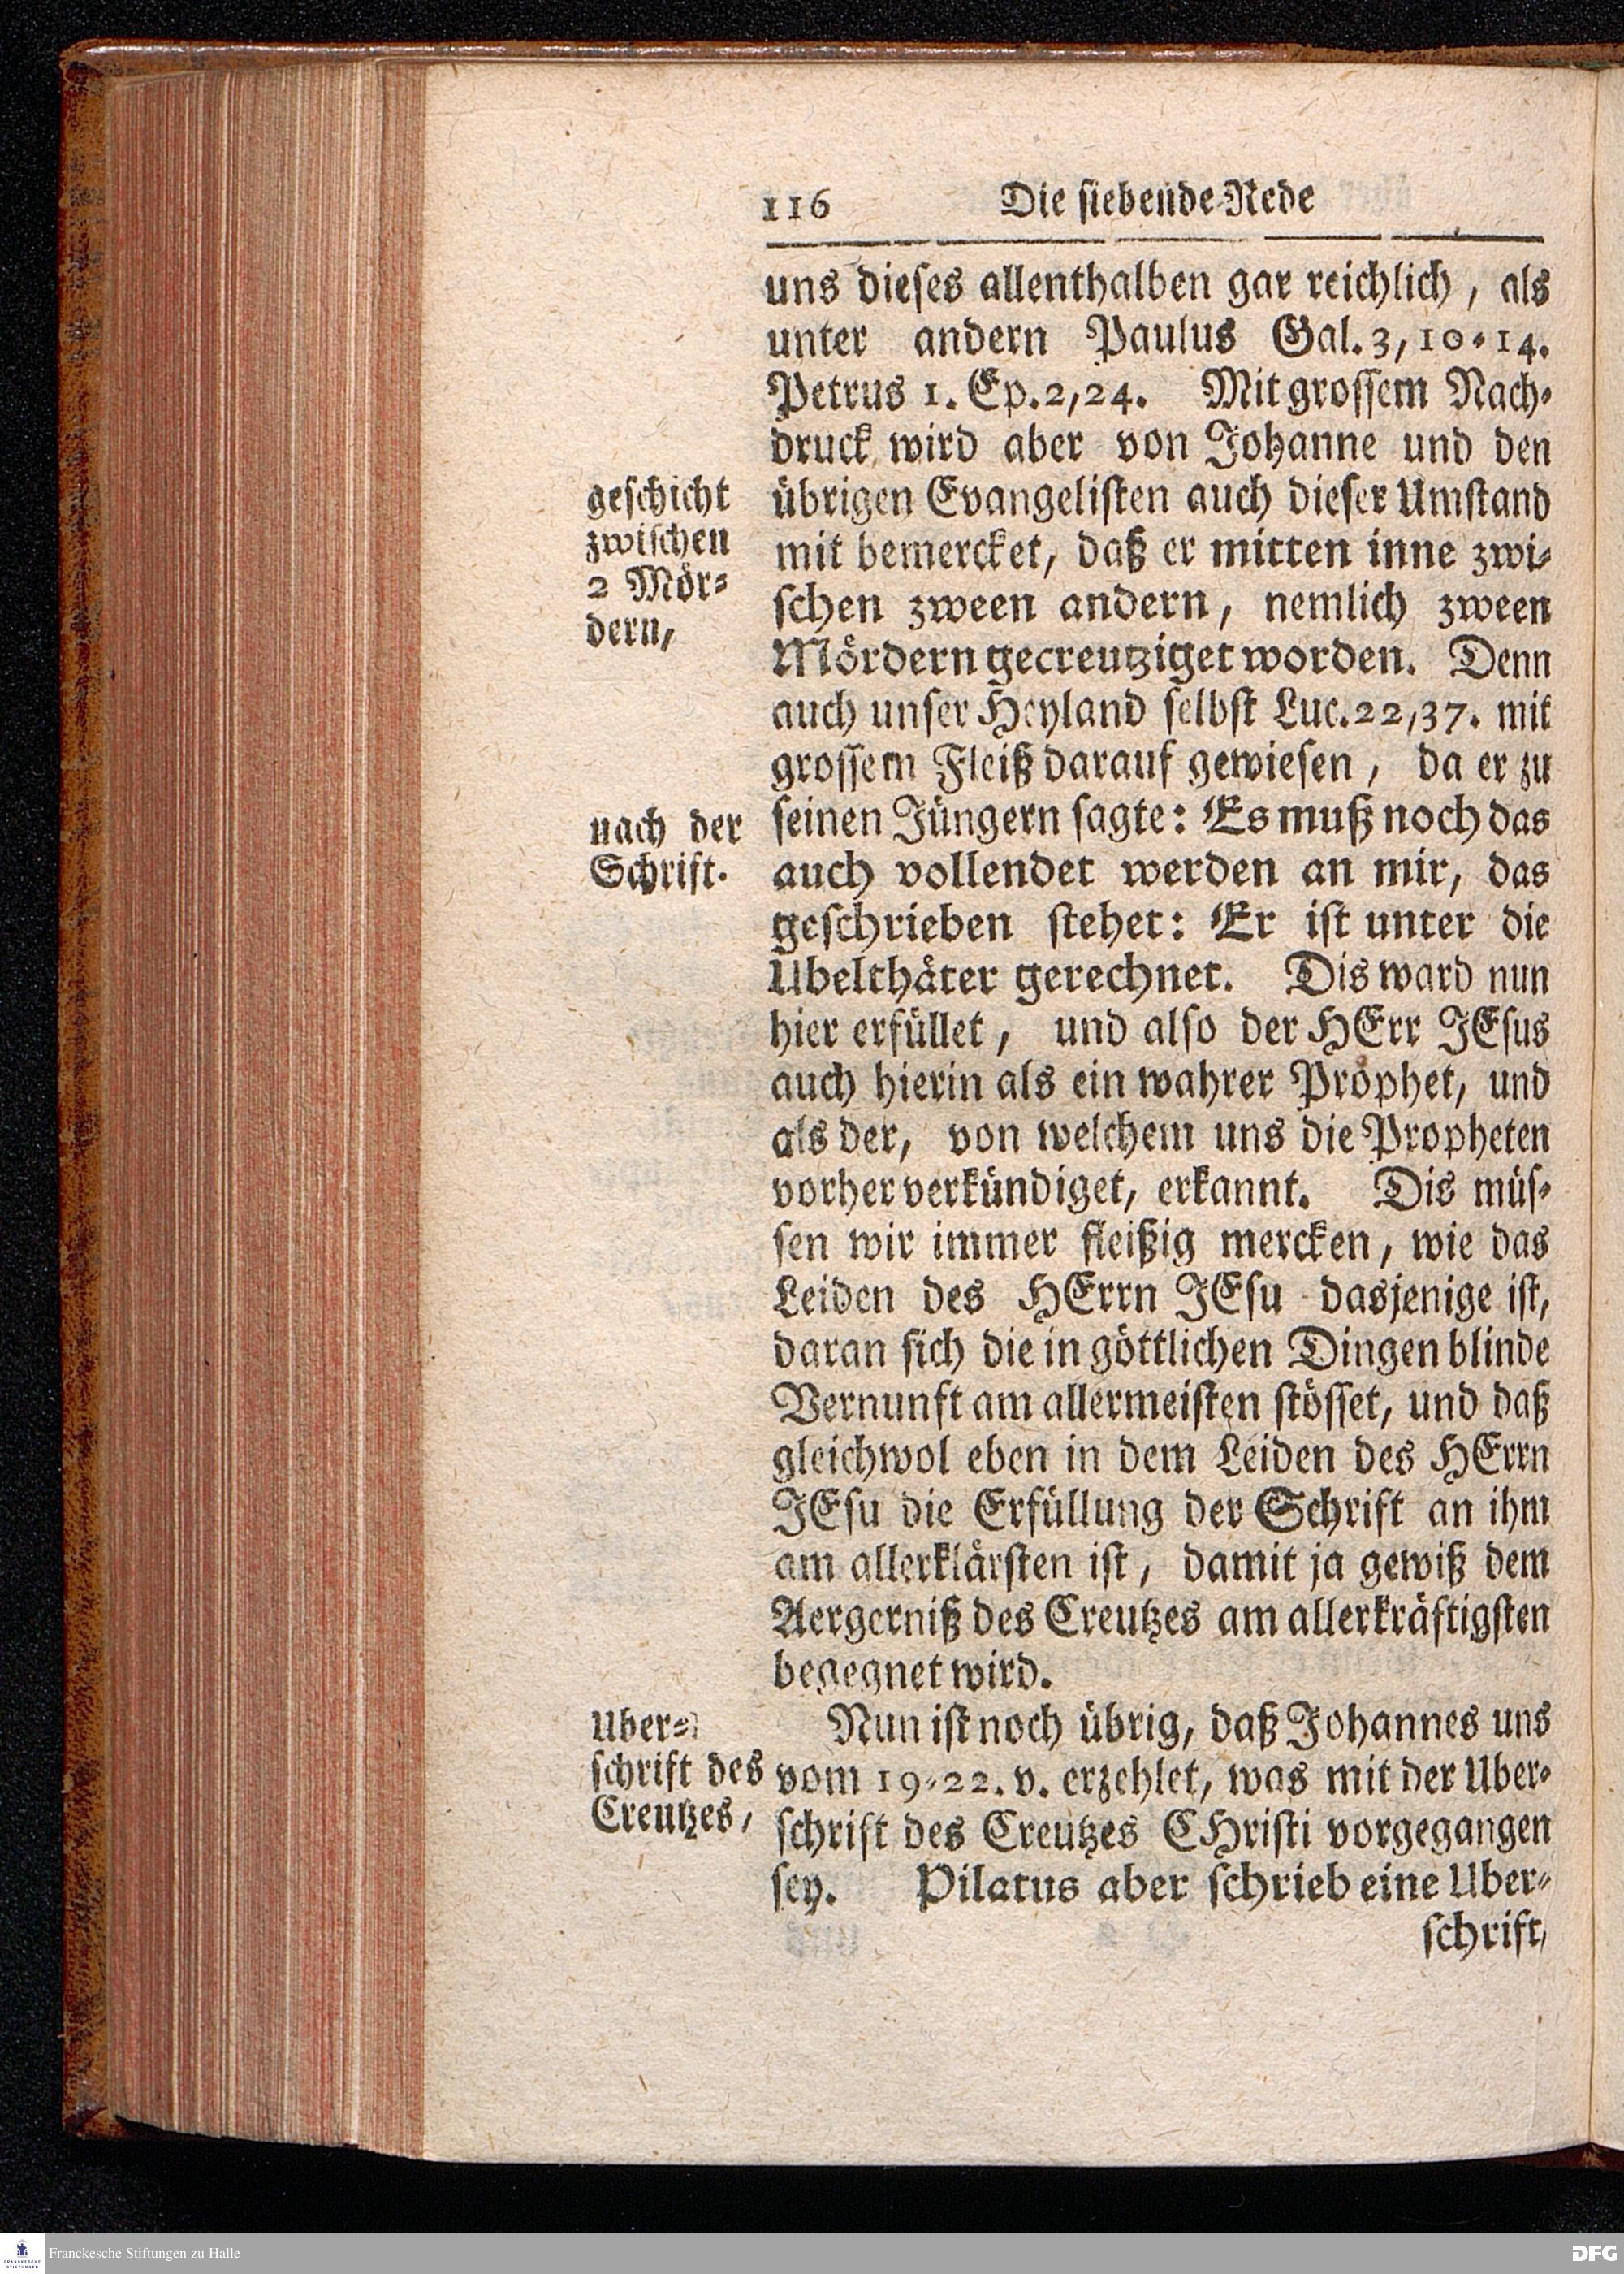 116 Die siebende Rede
uns dieses allenthalben gar reichlich, als
unter andern Paulus Gal. 3, 10-14.
Petrus 1. Ep. 2, 24. Mit grossem Nach-
druck wird aber von Johanne und den
übrigen Evangelisten auch dieser Umstand
mit bemercket, daß er mitten inne zwi-
schen zween andern, nemlich zween
Mördern gecreutziget worden. Denn
auch unser Heyland selbst Luc. 22, 37. mit
grossem Fleiß darauf gewiesen, da er zu
seinen Jüngern sagte: Es muß noch das
auch vollendet werden an mir, das
geschrieben stehet: Er ist unter die
Ubelthäter gerechnet. Dis ward nun
hier erfüllet, und also der HErr JEsus
auch hierin als ein wahrer Prophet, und
als der, von welchem uns die Propheten
vorher verkündiget, erkannt. Dis müs-
sen wir immer fleißig mercken, wie das
Leiden des HErrn JEsu dasjenige ist,
daran sich die in göttlichen Dingen blinde
Vernunft am allermeisten stösset, und daß
gleichwol eben in dem Leiden des HErrn
JEsu die Erfüllung der Schrift an ihm
am allerklärsten ist, damit ja gewiß dem
Aergerniß des Creutzes am allerkräftigsten
begegnet wird.
Nun ist noch übrig, daß Johannes uns
vom 19-22. v. erzehlet, was mit der Uber-
schrift des Creutzes CHristi vorgegangen
sey. Pilatus aber schrieb eine Uber-
schrift,
geschicht
zwischen
2 Mör-
dern,
nach der
Schrift.
Uber-
schrift des
Creutzes,
FRANCKESCHE
STIFTUNGEN
Franckesche Stiftungen zu Halle
DFG